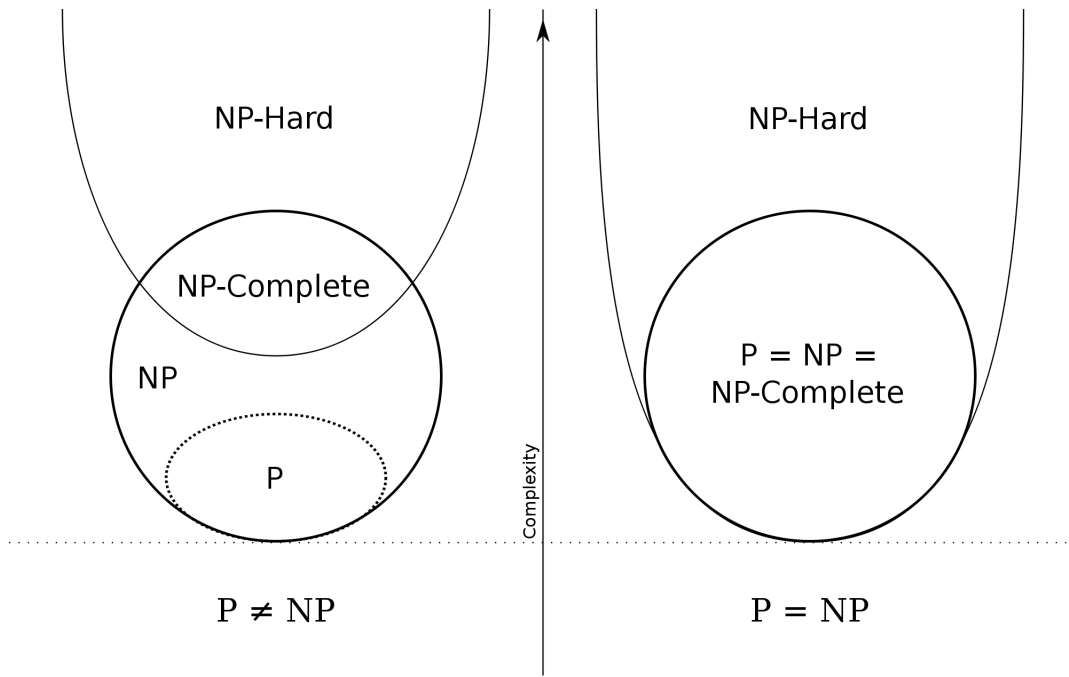 NP-Hard
NP-Complete
NP
P
P ≠ NP
Complexity
NP-Hard
P = NP =
NP-Complete
P = NP